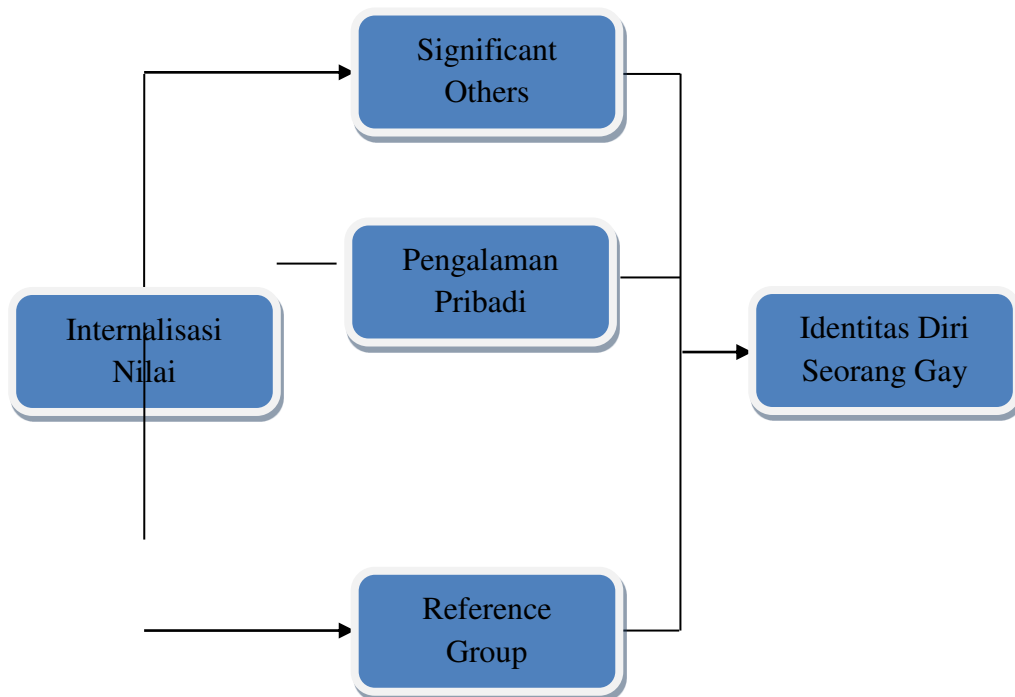 Significant
Others
Pengalaman
Pribadi
Internalisasi
Nilai
Identitas Diri
Seorang Gay
Reference
Group